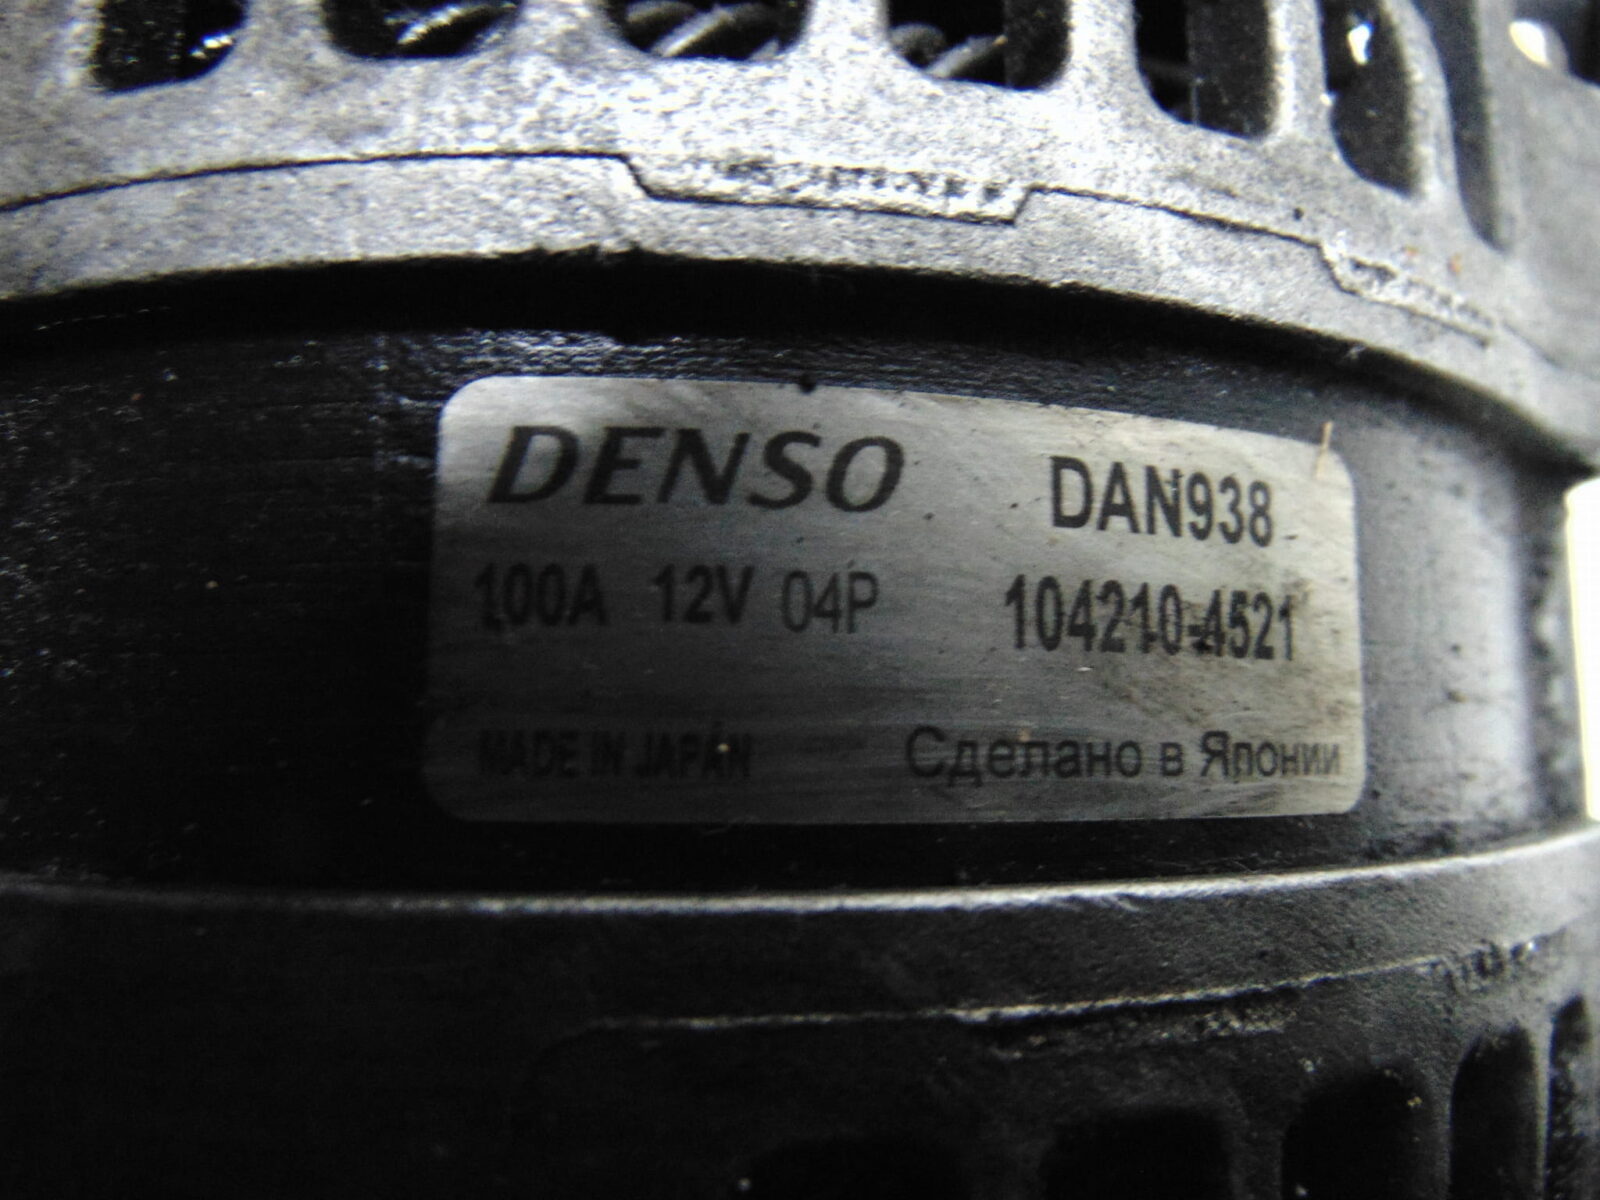 DENSO DAN938
100A 12V 04P 104210-4521
MADE IN JAPAN Сделано в Японии